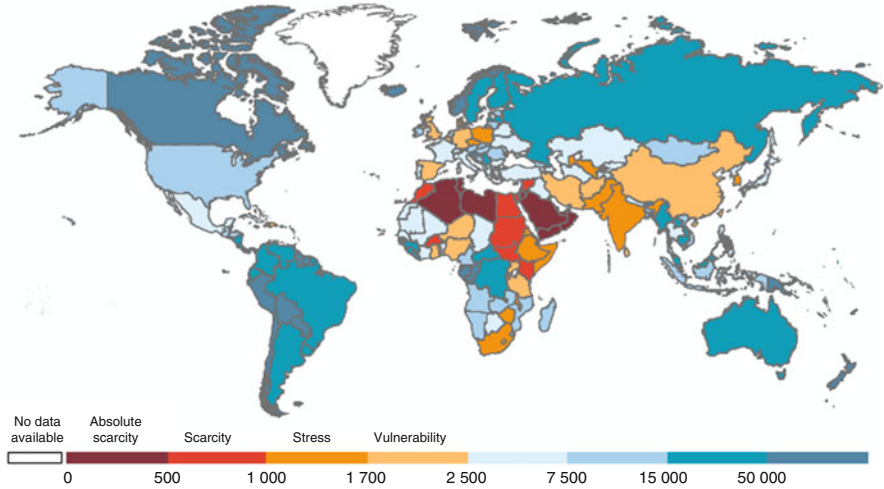 No data
available
Absolute
scarcity
Scarcity
Stress
Vulnerability
0
500
1 000
1 700
2 500
7 500
15 000
50 000